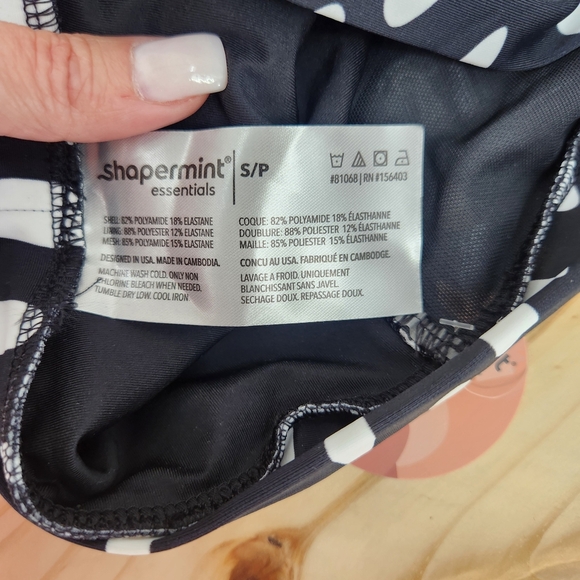 shapermint®
essentials
S/P
#81068 | RN #156403
SHELL: 82% POLYAMIDE 18% ELASTANE
LINING: 88% POLYESTER 12% ELASTANE
MESH: 85% POLYAMIDE 15% ELASTANE
DESIGNED IN USA. MADE IN CAMBODIA.
MACHINE WASH COLD. ONLY NON
CHLORINE BLEACH WHEN NEEDED.
TUMBLE DRY LOW. COOL IRON
COQUE: 82% POLYAMIDE 18% ÉLASTHANNE
DOUBLURE: 88% POLIESTER 12% ÉLASTHANNE
MAILLE: 85% POLIESTER 15% ÉLASTHANNE
CONCU AU USA. FABRIQUÉ EN CAMBODGE.
LAVAGE A FROID. UNIQUEMENT
BLANCHISSANT SANS JAVEL.
SECHAGE DOUX. REPASSAGE DOUX.